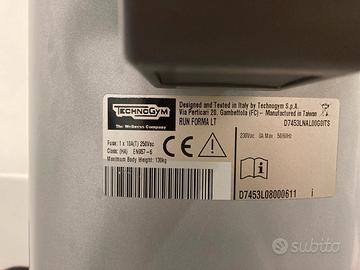 TECHNOGYM
The Wellness Company
Designed and Tested in Italy by Technogym S.p.A.
Via Perticari 20, Gambettola (FC) - Manufactured in Taiwan
RUN FORMA LT
D7453LNAL00G0ITS
Fuse: 1 x 10A(T) 250Vac
Class: (HA) EN957-6
Maximum Body Height: 130kg
230Vac 8A Max. 50/60Hz
i
D7453L08000611 i
subito